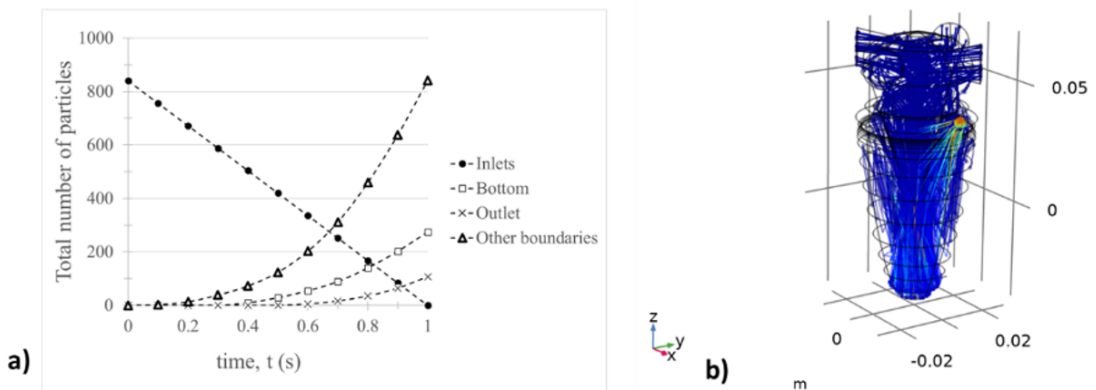 1000
800
600
400
200
0
Total number of particles
0 0.2 0.4 0.6 0.8 1
time, t (s)
Inlets
Bottom
Outlet
Other boundaries
a)
0.05
0
0.02
0
-0.02
m
z
y
x
b)